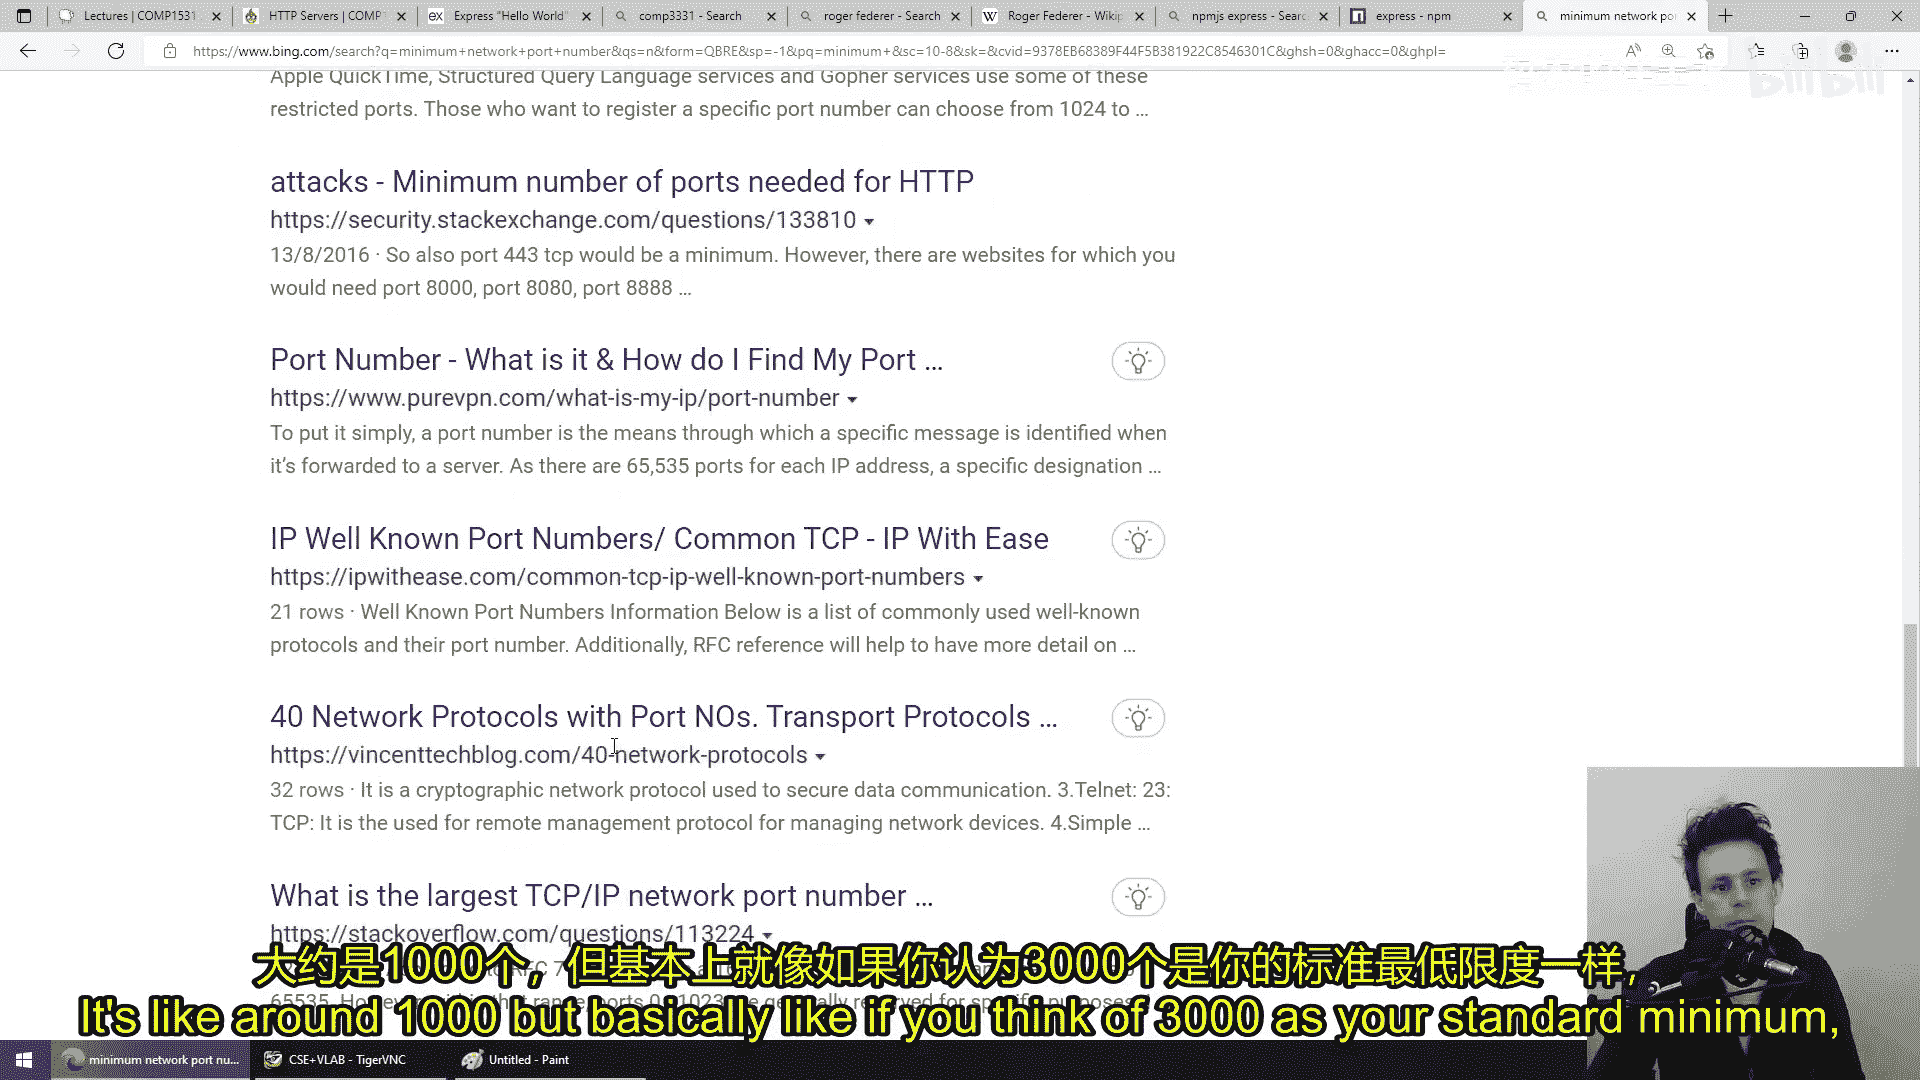 Lectures | COMP1531
HTTP Servers | COMP
Express "Hello World"
comp3331 - Search
roger federer - Search
Roger Federer - Wikip
npmjs express - Searc
express - npm
minimum network po
https://www.bing.com/search?q=minimum+network+port+number&qs=n&form=QBRE&sp=-1&pq=minimum+&sc=10-8&sk=&cvid=9378EB68389F44F5B381922C8546301C&ghsh=0&ghacc=0&ghpl=
Apple QuickTime, Structured Query Language services and Gopher services use some of these
restricted ports. Those who want to register a specific port number can choose from 1024 to ...
attacks - Minimum number of ports needed for HTTP
https://security.stackexchange.com/questions/133810
13/8/2016 · So also port 443 tcp would be a minimum. However, there are websites for which you
would need port 8000, port 8080, port 8888 ...
Port Number - What is it & How do I Find My Port ...
https://www.purevpn.com/what-is-my-ip/port-number
To put it simply, a port number is the means through which a specific message is identified when
it's forwarded to a server. As there are 65,535 ports for each IP address, a specific designation ...
IP Well Known Port Numbers/ Common TCP - IP With Ease
https://ipwithease.com/common-tcp-ip-well-known-port-numbers
21 rows · Well Known Port Numbers Information Below is a list of commonly used well-known
protocols and their port number. Additionally, RFC reference will help to have more detail on ...
40 Network Protocols with Port NOs. Transport Protocols ...
https://vincenttechblog.com/40-network-protocols
32 rows · It is a cryptographic network protocol used to secure data communication. 3.Telnet: 23:
TCP: It is the used for remote management protocol for managing network devices. 4.Simple ...
What is the largest TCP/IP network port number ...
https://stackoverflow.com/questions/113224
大约是1000个，但基本上就像如果你认为3000个是你的标准最低限度一样，
It's like around 1000 but basically like if you think of 3000 as your standard minimum,
minimum network port nu...
CSE+VLAB - TigerVNC
Untitled - Paint